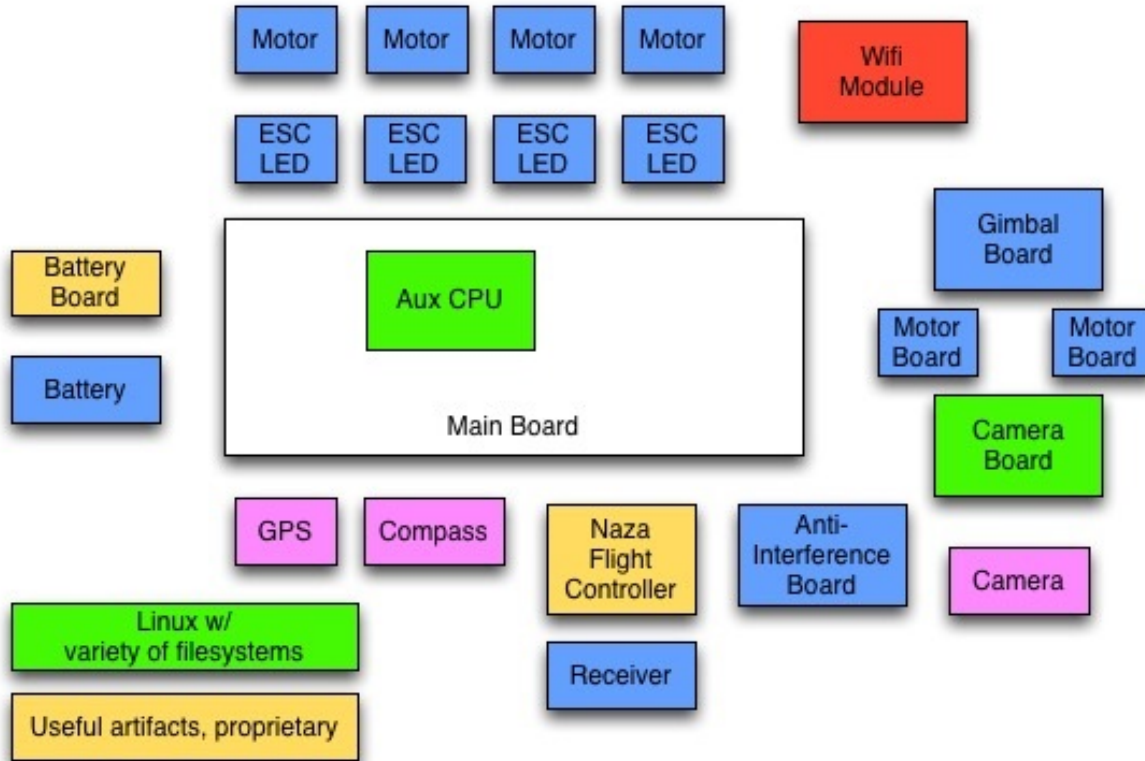 Motor
Motor
Motor
Motor
Wifi
Module
ESC
LED
ESC
LED
ESC
LED
ESC
LED
Gimbal
Board
Battery
Board
Aux CPU
Motor
Board
Motor
Board
Battery
Main Board
Camera
Board
GPS
Compass
Naza
Flight
Controller
Anti-
Interference
Board
Camera
Linux w/
variety of filesystems
Receiver
Useful artifacts, proprietary